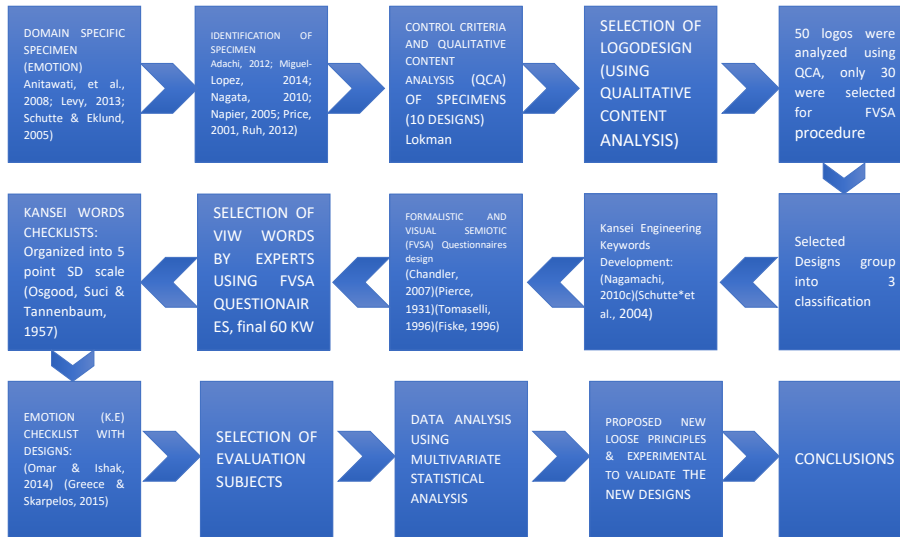 DOMAIN SPECIFIC
SPECIMEN
(EMOTION)
Anitawati, et al.,
2008; Levy, 2013;
Schutte & Eklund,
2005)
IDENTIFICATION OF
SPECIMEN
Adachi, 2012; Miguel-
Lopez, 2014;
Nagata, 2010;
Napier, 2005; Price,
2001, Ruh, 2012)
CONTROL CRITERIA
AND QUALITATIVE
CONTENT
ANALYSIS (QCA)
OF SPECIMENS
(10 DESIGNS)
Lokman
SELECTION OF
LOGODESIGN
(USING
QUALITATIVE
CONTENT
ANALYSIS)
50 logos were
analyzed using
QCA, only 30
were selected
for FVSA
procedure
Selected
Designs group
into 3
classification
Kansei Engineering
Keywords
Development:
(Nagamachi,
2010c)(Schutte*et
al., 2004)
FORMALISTIC AND
VISUAL SEMIOTIC
(FVSA) Questionnaires
design
(Chandler,
2007)(Pierce,
1931)(Tomaselli,
1996)(Fiske, 1996)
SELECTION OF
VIW WORDS
BY EXPERTS
USING FVSA
QUESTIONAIR
ES, final 60 KW
KANSEI WORDS
CHECKLISTS:
Organized into 5
point SD scale
(Osgood, Suci &
Tannenbaum,
1957)
EMOTION (K.E)
CHECKLIST WITH
DESIGNS:
(Omar & Ishak,
2014) (Greece &
Skarpelos, 2015)
SELECTION OF
EVALUATION
SUBJECTS
DATA ANALYSIS
USING
MULTIVARIATE
STATISTICAL
ANALYSIS
PROPOSED NEW
LOOSE PRINCIPLES
& EXPERIMENTAL
TO VALIDATE THE
NEW DESIGNS
CONCLUSIONS